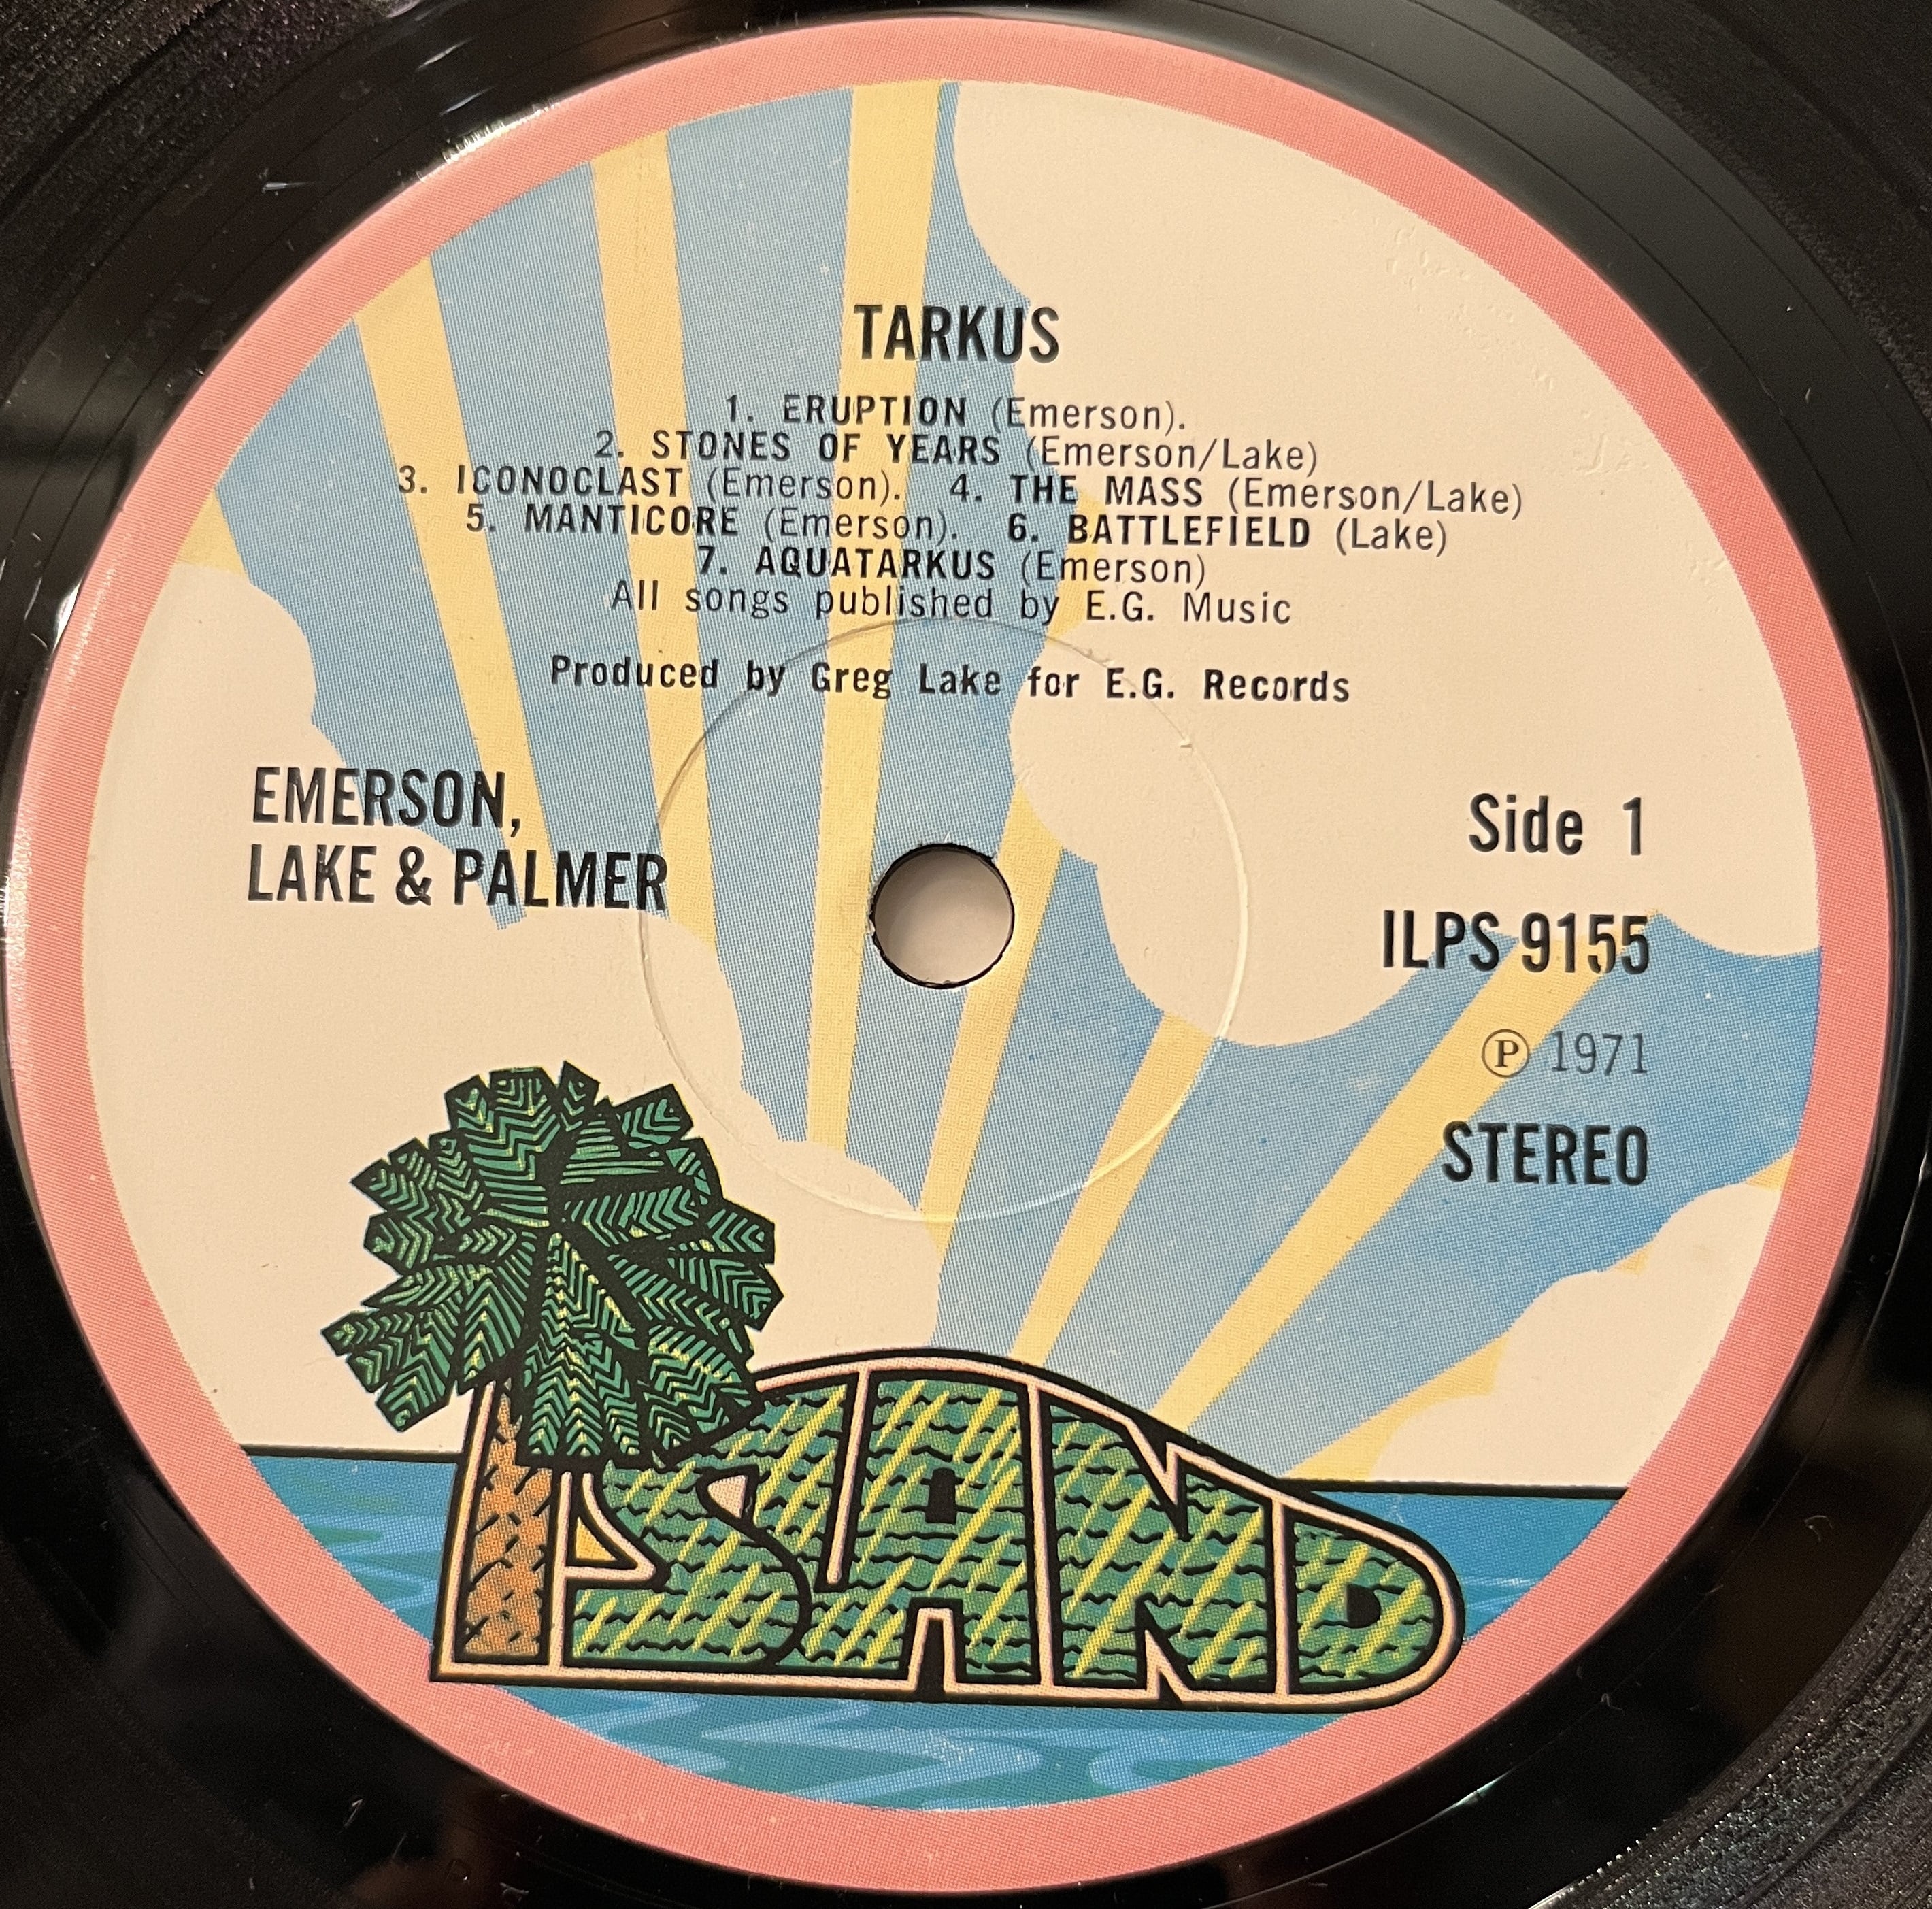 TARKUS
1. ERUPTION (Emerson).
2. STONES OF YEARS (Emerson/Lake)
3. ICONOCLAST (Emerson). 4. THE MASS (Emerson/Lake)
5. MANTICORE (Emerson). 6. BATTLEFIELD (Lake)
7. AQUATARKUS (Emerson)
All songs published by E.G. Music
Produced by Greg Lake for E.G. Records
EMERSON,
LAKE & PALMER
Side 1
ILPS 9155
Ⓟ 1971
STEREO
ISLAND